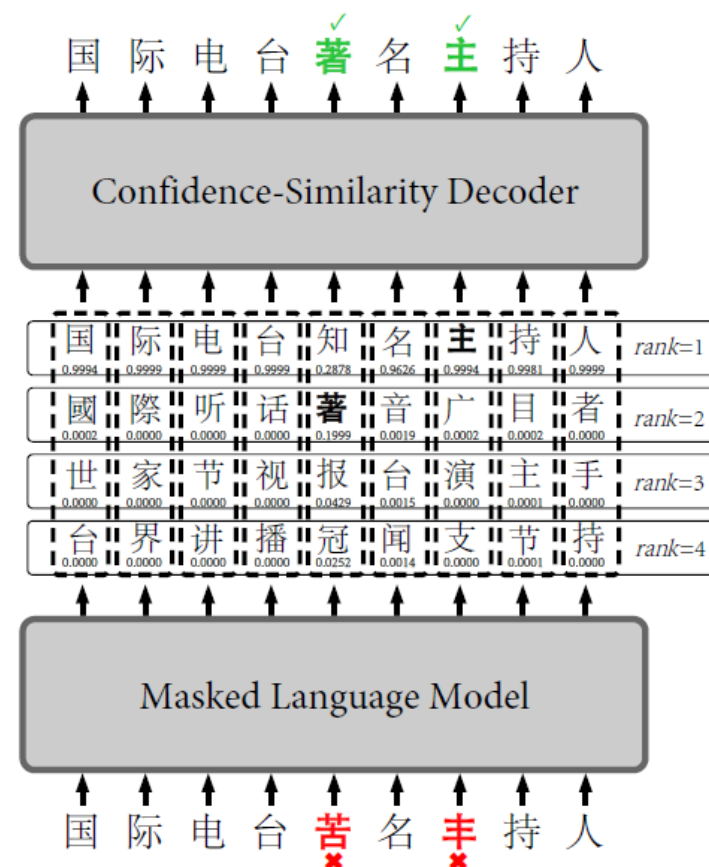 ✓ ✓
国 际 电 台 著 名 主 持 人
Confidence-Similarity Decoder
国 际 电 台 知 名 主 持 人 rank=1
0.9994 0.9999 0.9999 0.9999 0.2878 0.9626 0.9994 0.9981 0.9999
國 際 听 话 著 音 广 目 者 rank=2
0.0002 0.0000 0.0000 0.0000 0.1999 0.0019 0.0002 0.0002 0.0000
世 家 节 视 报 台 演 主 手 rank=3
0.0000 0.0000 0.0000 0.0000 0.0429 0.0015 0.0000 0.0001 0.0000
台 界 讲 播 冠 闻 支 节 持 rank=4
0.0000 0.0000 0.0000 0.0000 0.0252 0.0014 0.0000 0.0001 0.0000
Masked Language Model
国 际 电 台 苦 名 丰 持 人
✖ ✖